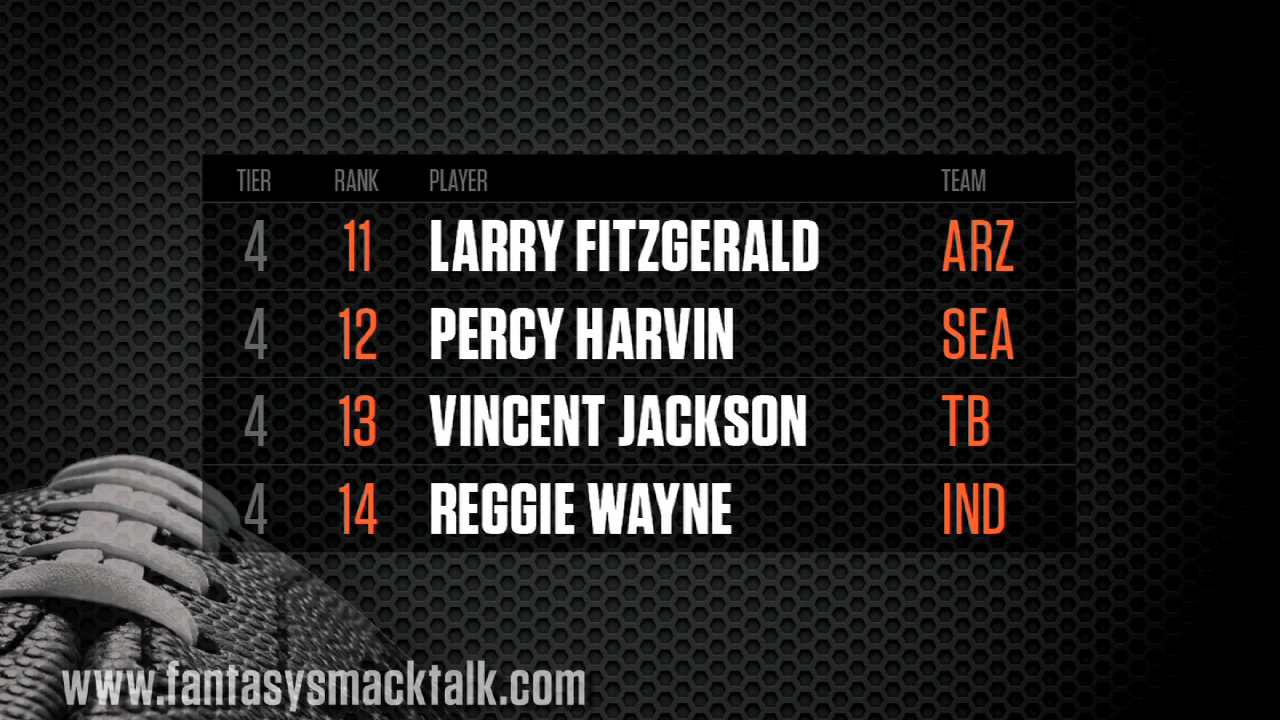 TIER RANK PLAYER TEAM
4 11 LARRY FITZGERALD ARZ
4 12 PERCY HARVIN SEA
4 13 VINCENT JACKSON TB
4 14 REGGIE WAYNE IND
www.fantasysmacktalk.com